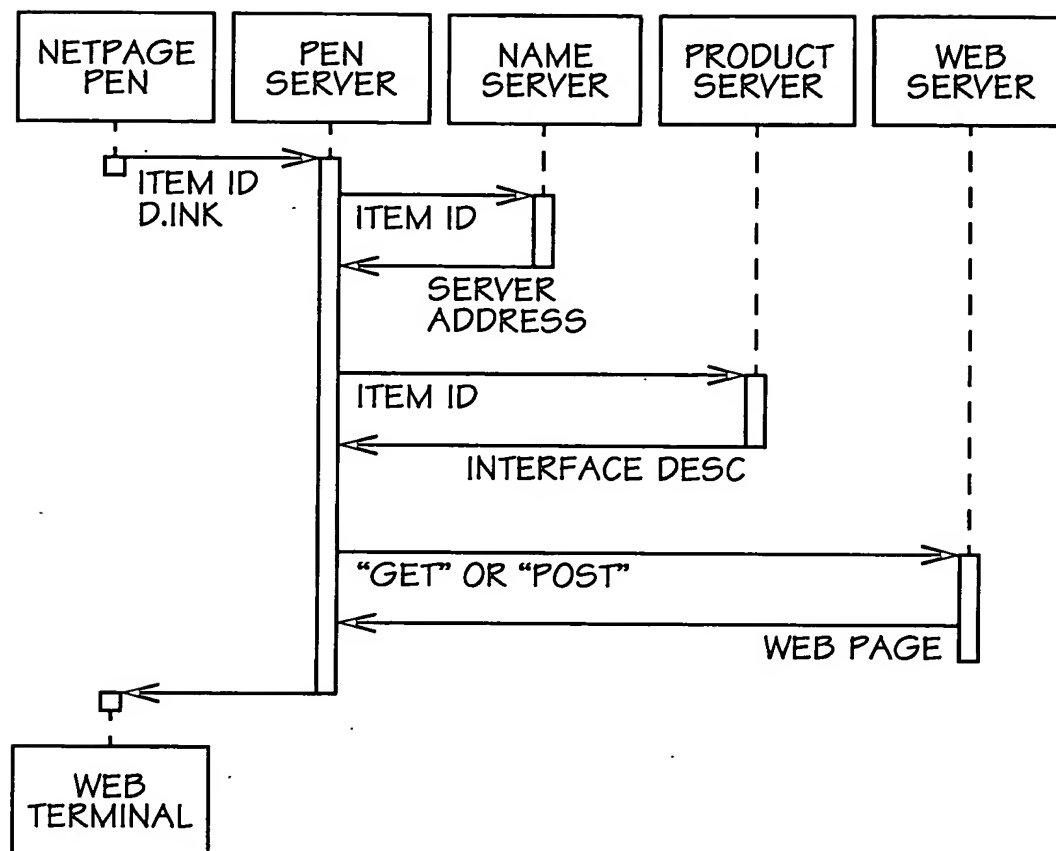 NETPAGE
PEN
PEN
SERVER
NAME
SERVER
PRODUCT
SERVER
WEB
SERVER
ITEM ID
D.INK
ITEM ID
SERVER
ADDRESS
ITEM ID
INTERFACE DESC
“GET” OR “POST”
WEB PAGE
WEB
TERMINAL